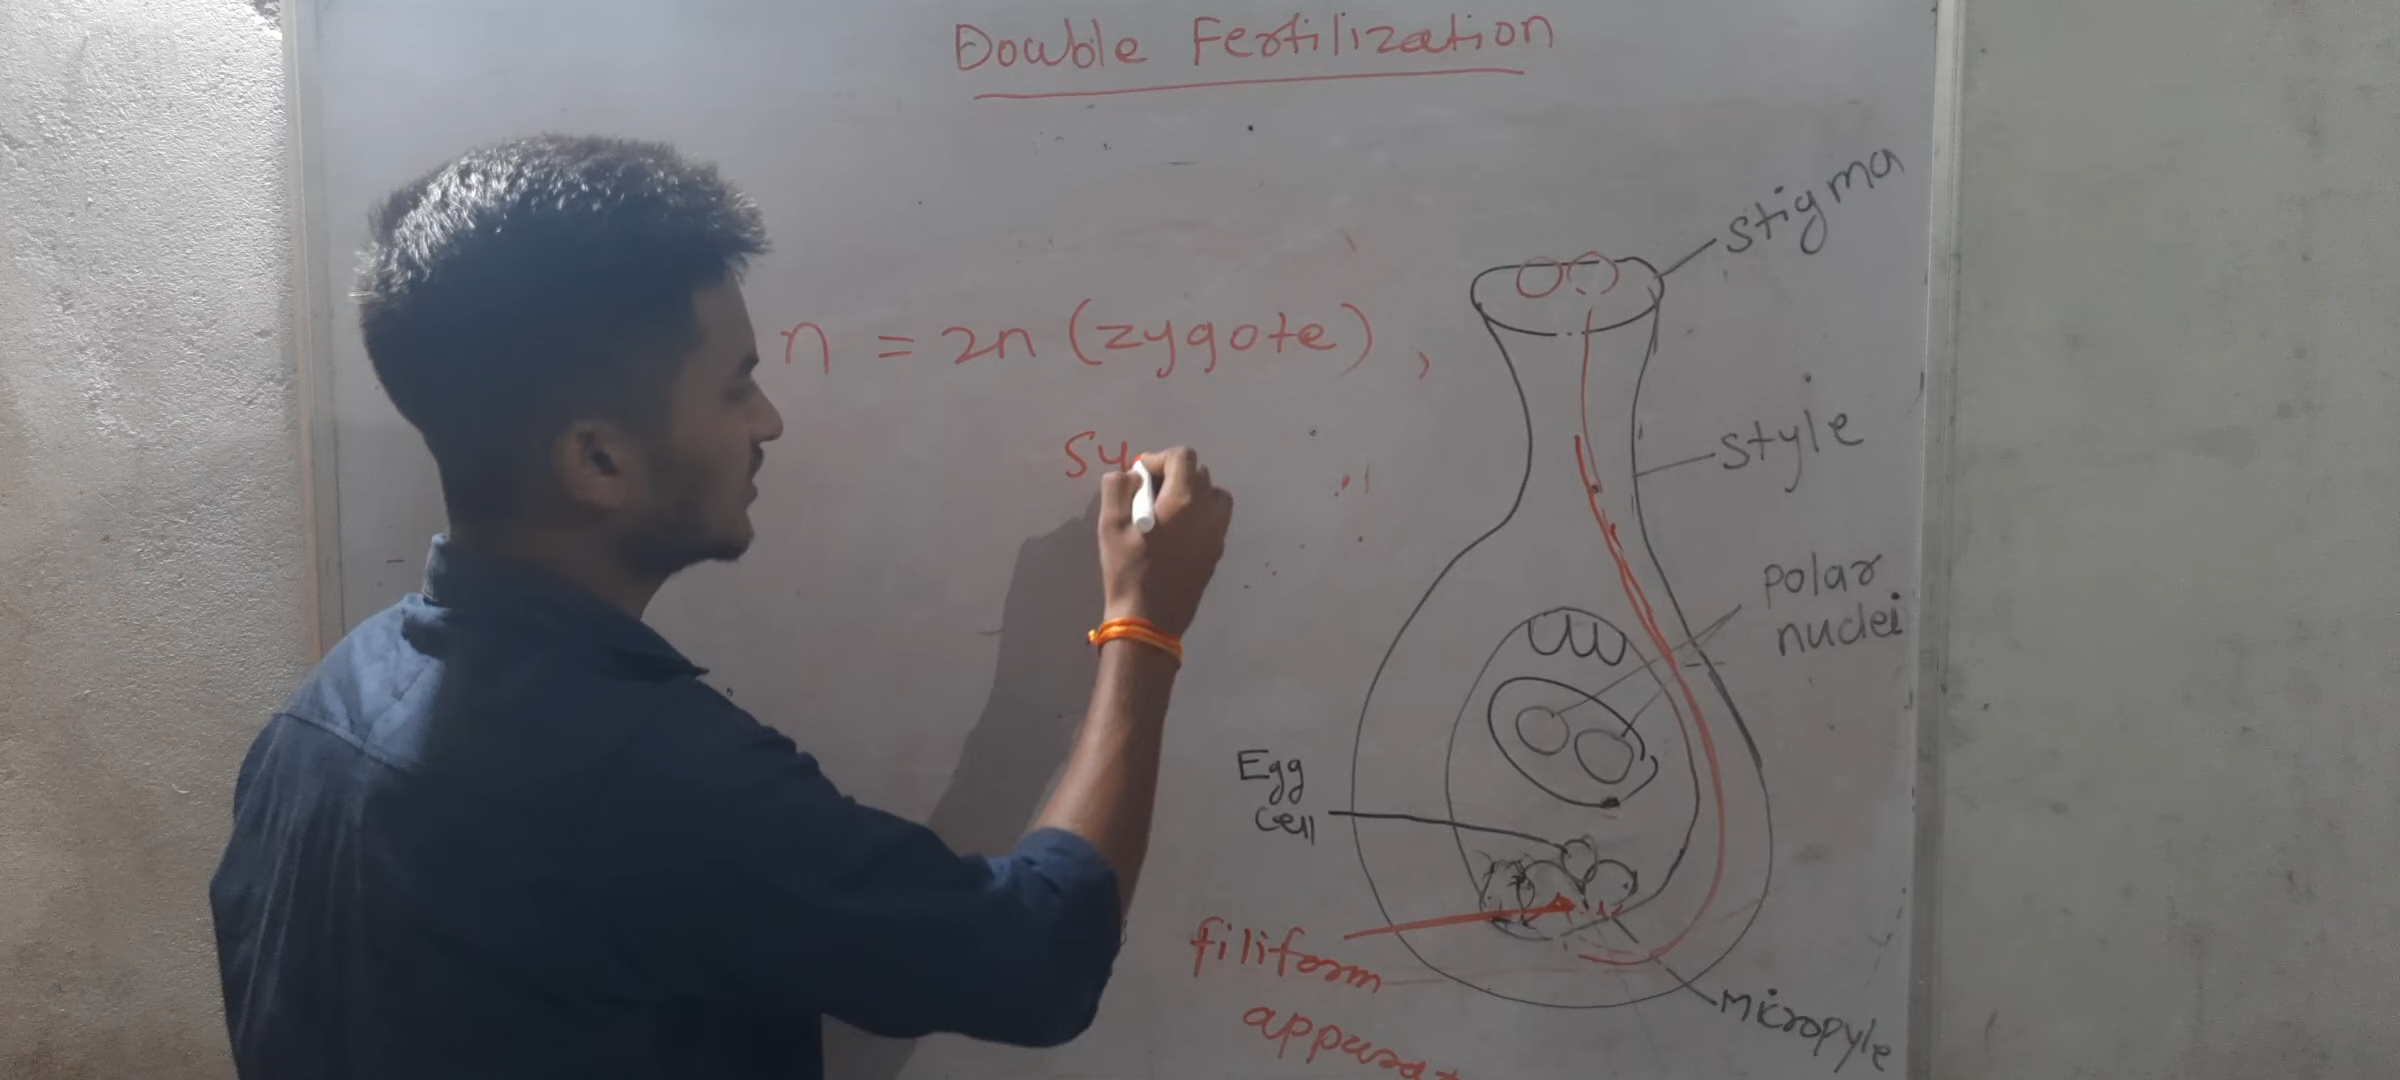 Double Fertilization
stigma
n = 2n (zygote) ,
Sy
style
polar
nuclei
Egg
cell
filiform
micropyle